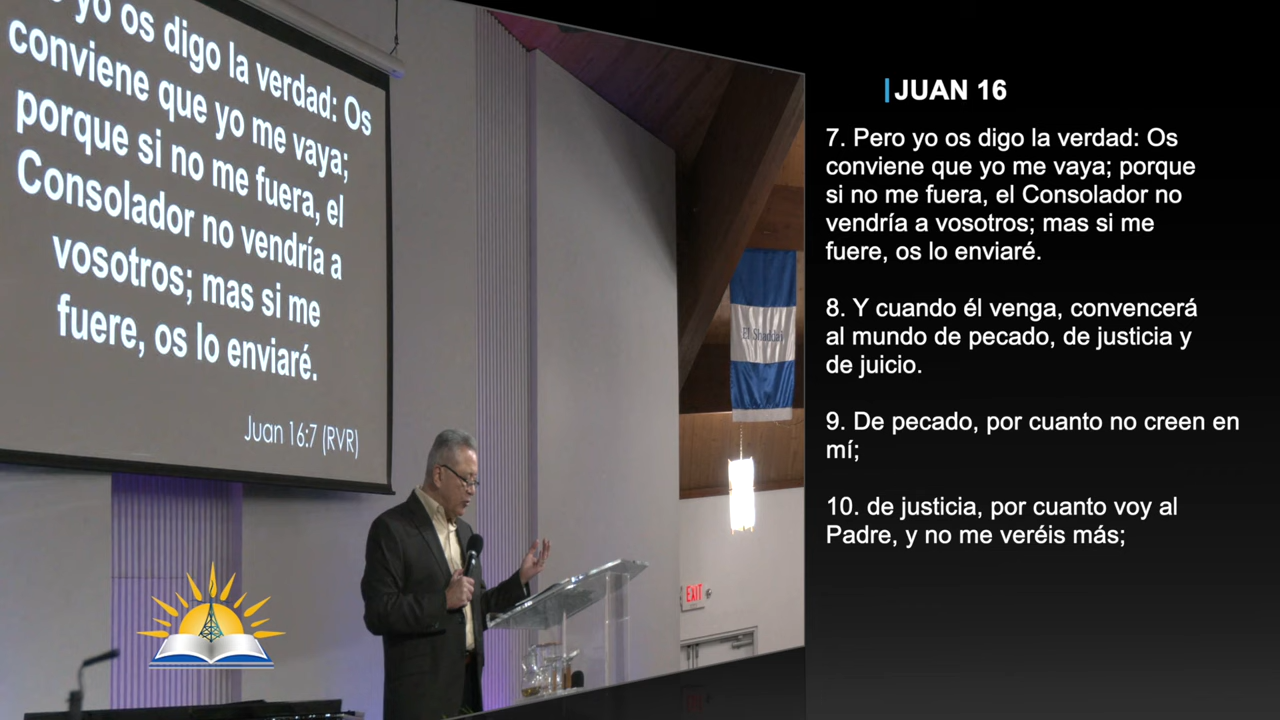 yo os digo la verdad: Os
conviene que yo me vaya;
porque si no me fuera, el
Consolador no vendría a
vosotros; mas si me
fuere, os lo enviaré.
Juan 16:7 (RVR)
JUAN 16
7. Pero yo os digo la verdad: Os
conviene que yo me vaya; porque
si no me fuera, el Consolador no
vendría a vosotros; mas si me
fuere, os lo enviaré.
8. Y cuando él venga, convencerá
al mundo de pecado, de justicia y
de juicio.
9. De pecado, por cuanto no creen en
mí;
10. de justicia, por cuanto voy al
Padre, y no me veréis más;
El Shaddai
EXIT